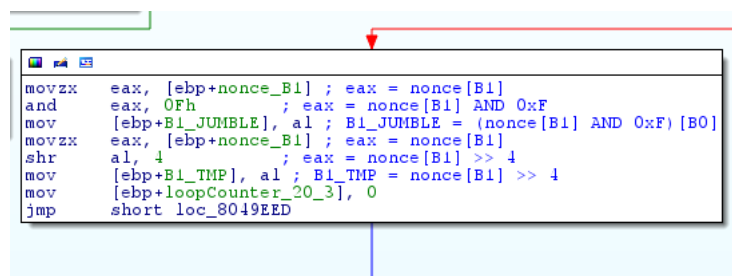 movzx eax, [ebp+nonce_B1] ; eax = nonce[B1]
and eax, 0Fh ; eax = nonce[B1] AND 0xF
mov [ebp+B1_JUMBLE], al ; B1_JUMBLE = (nonce[B1] AND 0xF)[B0]
movzx eax, [ebp+nonce_B1] ; eax = nonce[B1]
shr al, 4 ; eax = nonce[B1] >> 4
mov [ebp+B1_TMP], al ; B1_TMP = nonce[B1] >> 4
mov [ebp+loopCounter_20_3], 0
jmp short loc_8049EED